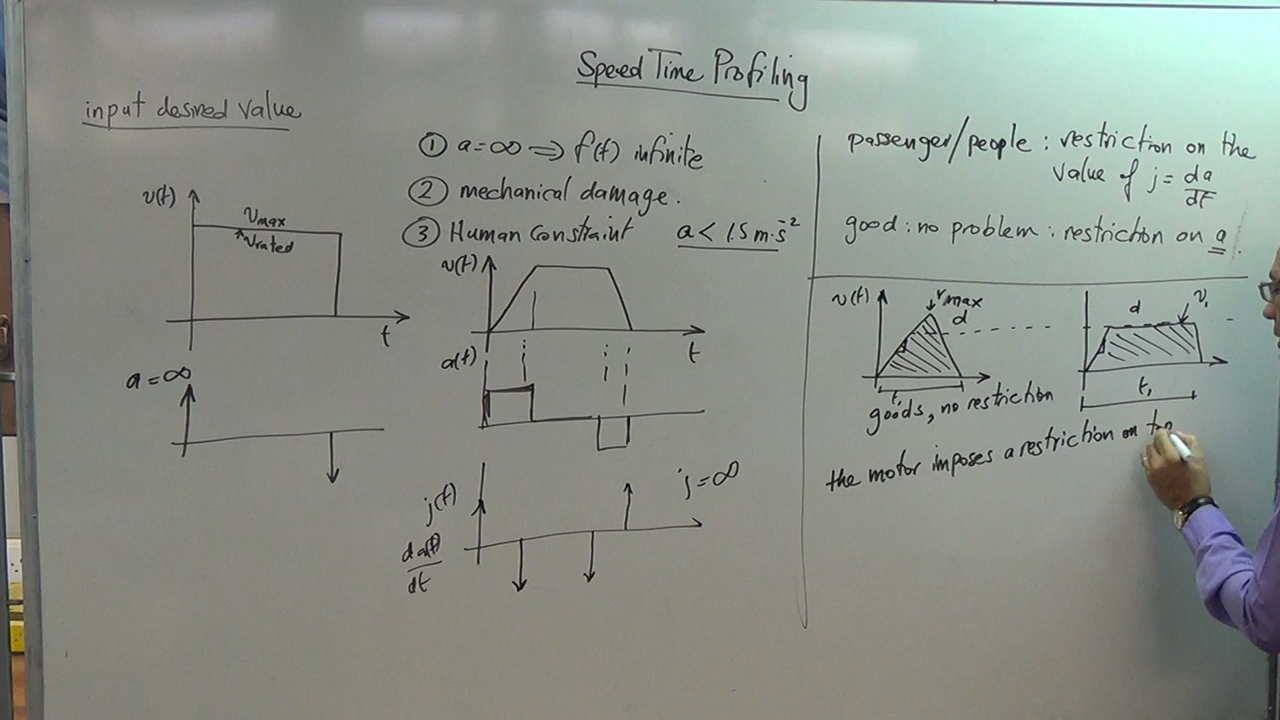 Speed Time Profiling
input desired value
v(t)
vmax
vrated
t
a = ∞
① a = ∞ ⇒ f(t) infinite
② mechanical damage.
③ Human Constraint a < 1.5 m·s⁻²
v(t)
t
a(t)
j(t)
da(t)/dt
j = ∞
passenger/people : restriction on the
value of j = da/dt
good : no problem : restriction on a.
v(t)
vmax
d
t₁
goods, no restriction
d
v₁
t₁
the motor imposes a restriction on